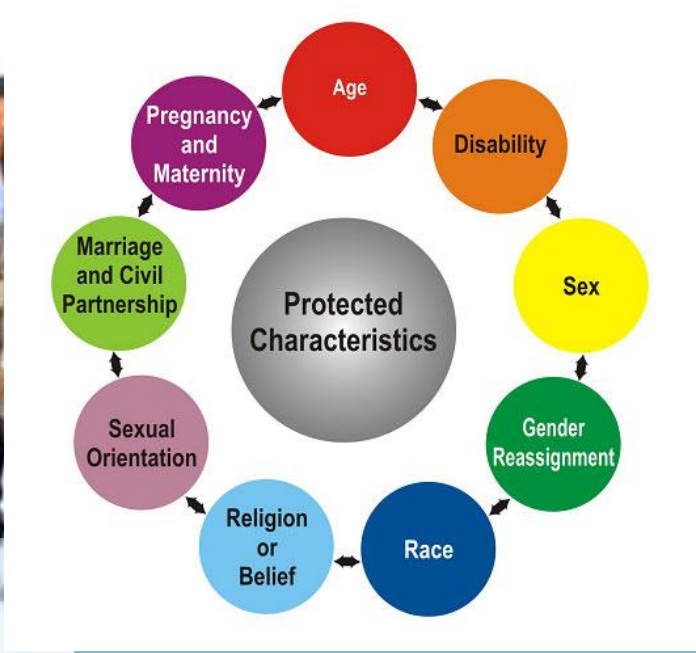 Age
Disability
Sex
Gender
Reassignment
Race
Religion
or
Belief
Sexual
Orientation
Marriage
and Civil
Partnership
Pregnancy
and
Maternity
Protected
Characteristics